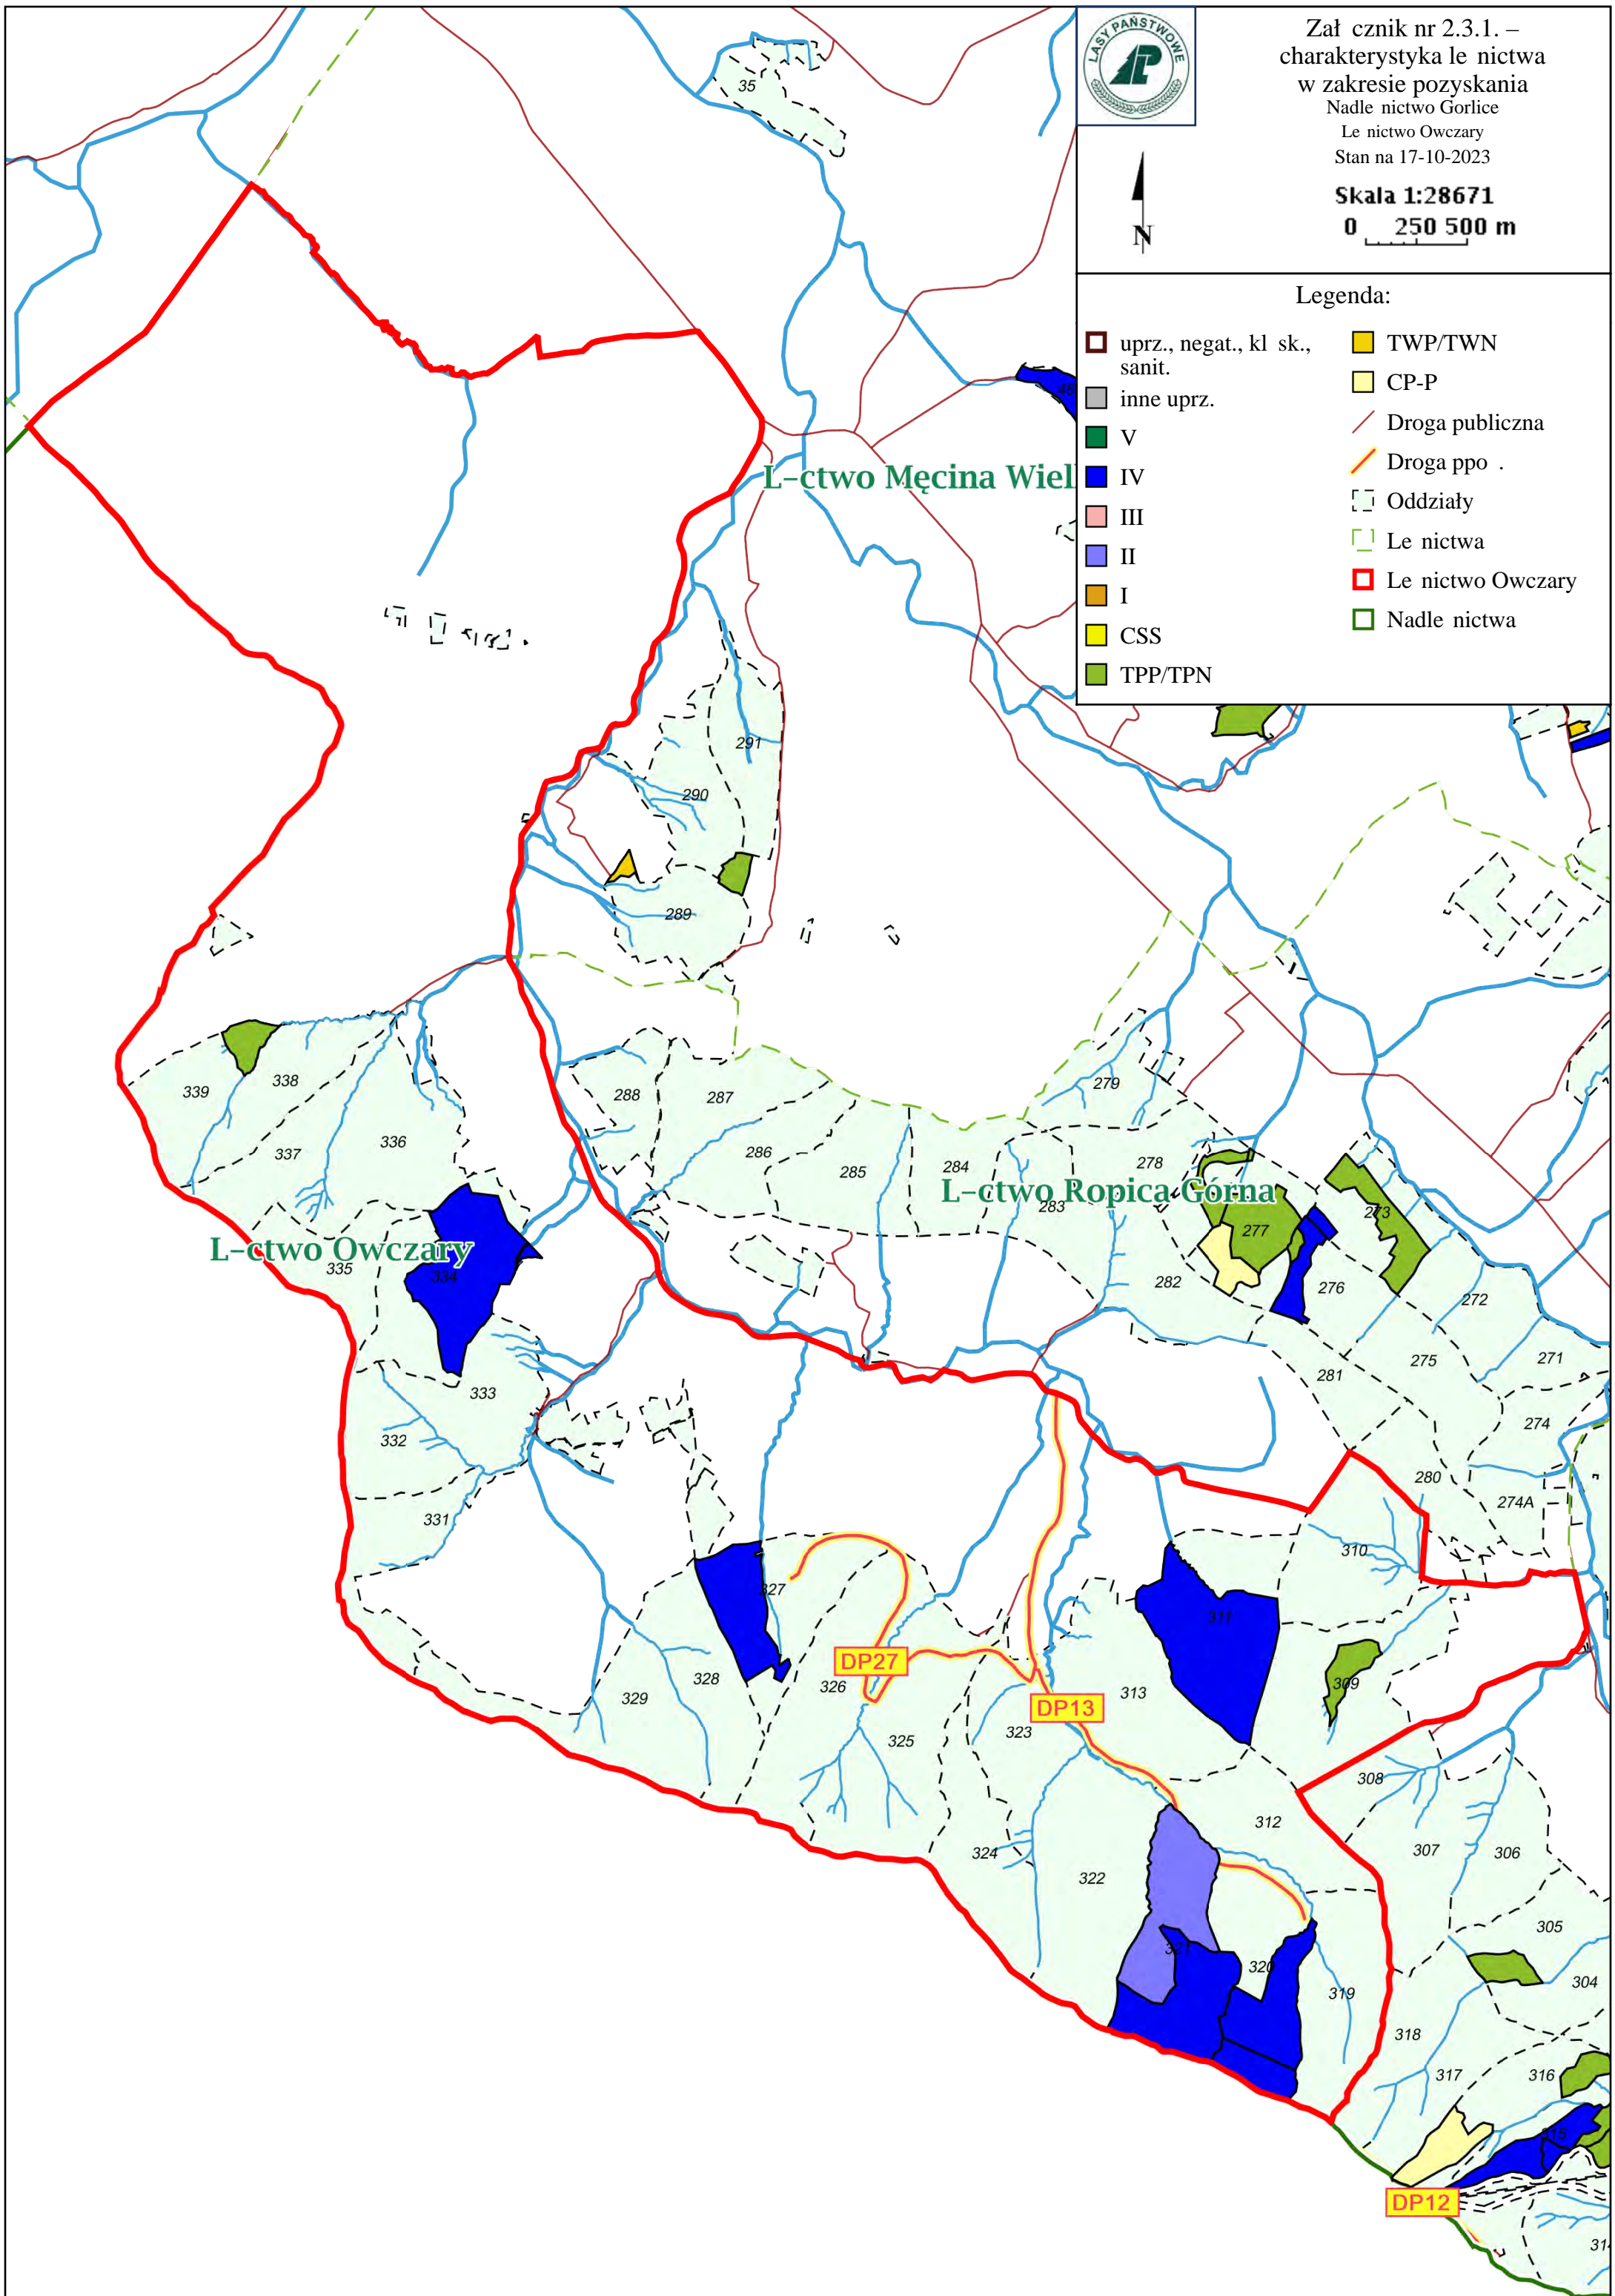 LASY PAŃSTWOWE
Zał cznik nr 2.3.1. –
charakterystyka le nictwa
w zakresie pozyskania
Nadle nictwo Gorlice
Le nictwo Owczary
Stan na 17-10-2023
Skala 1:28671
0 250 500 m
N
Legenda:
uprz., negat., kl sk.,
sanit.
inne uprz.
V
IV
III
II
I
CSS
TPP/TPN
TWP/TWN
CP-P
Droga publiczna
Droga ppo .
Oddziały
Le nictwa
Le nictwo Owczary
Nadle nictwa
35
L-ctwo Męcina Wiel
291
290
289
339
338
337
336
288
287
286
285
284
283
279
278
L-ctwo Ropica Górna
277
273
L-ctwo Owczary
335
334
282
276
272
333
281
275
271
332
274
280
274A
331
310
327
311
DP27
329
328
326
313
309
DP13
323
325
308
312
324
322
307
306
305
321
320
319
304
318
317
316
315
DP12